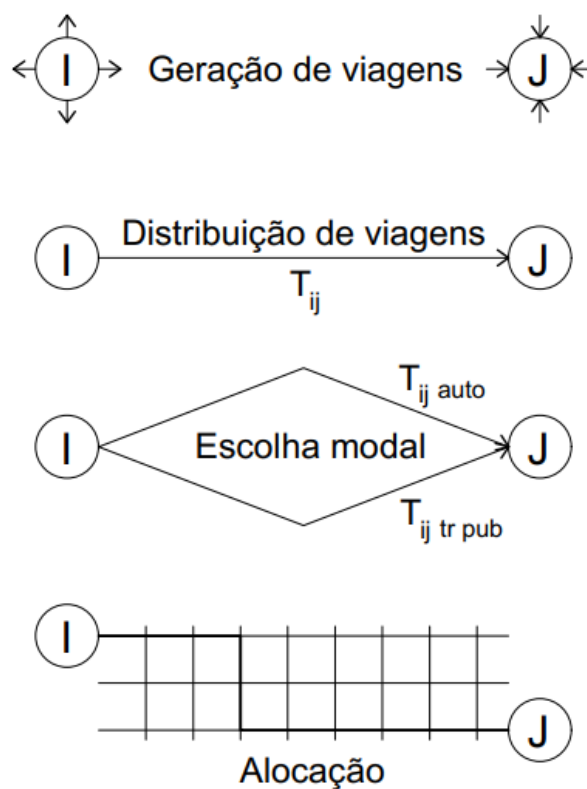 I Geração de viagens J
Distribuição de viagens
I J
T_ij
T_ij auto
I Escolha modal J
T_ij tr pub
I
J
Alocação